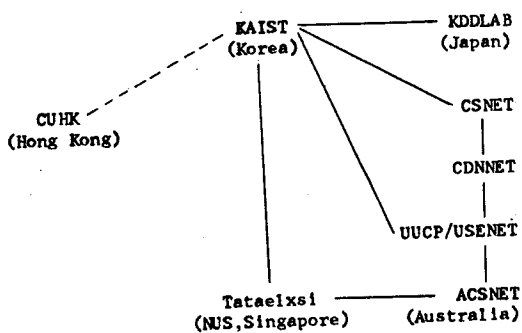 KAIST
(Korea)
KDDLAB
(Japan)
CUHK
(Hong Kong)
CSNET
CDNNET
UUCP/USENET
Tataelxsi
(NUS,Singapore)
ACSNET
(Australia)